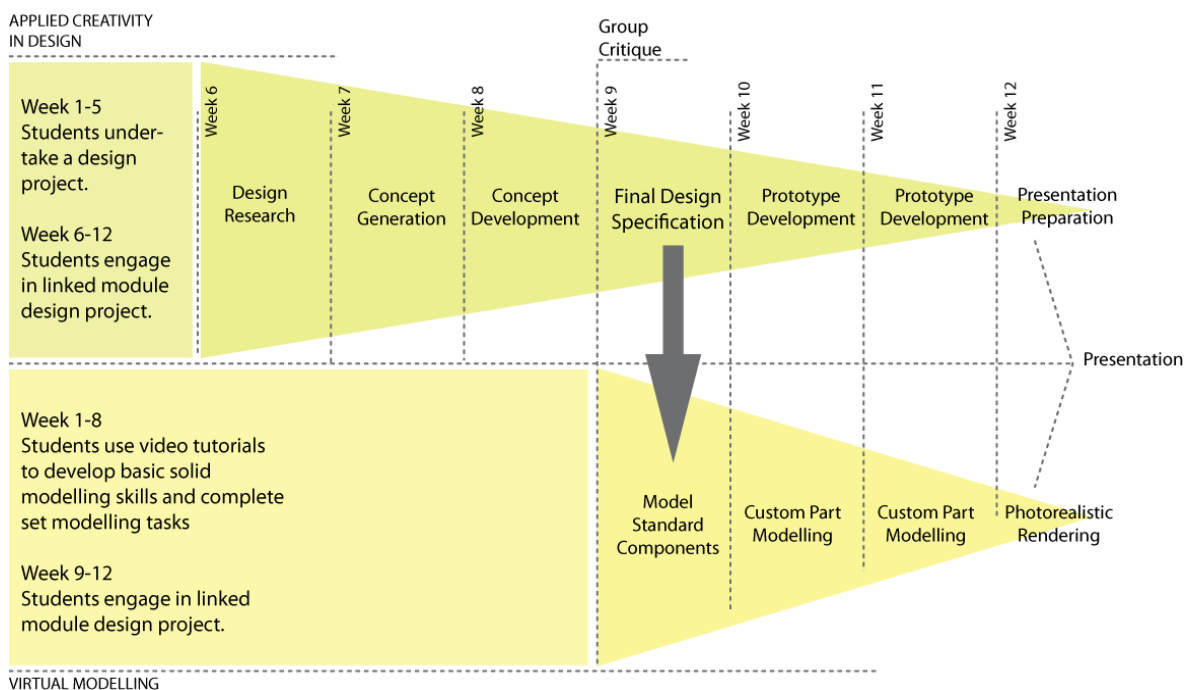 APPLIED CREATIVITY
IN DESIGN
Group
Critique
Week 1-5
Students under-
take a design
project.
Week 6-12
Students engage
in linked module
design project.
Week 6
Week 7
Week 8
Week 9
Week 10
Week 11
Week 12
Design
Research
Concept
Generation
Concept
Development
Final Design
Specification
Prototype
Development
Prototype
Development
Presentation
Preparation
Presentation
Week 1-8
Students use video tutorials
to develop basic solid
modelling skills and complete
set modelling tasks
Week 9-12
Students engage in linked
module design project.
Model
Standard
Components
Custom Part
Modelling
Custom Part
Modelling
Photorealistic
Rendering
VIRTUAL MODELLING